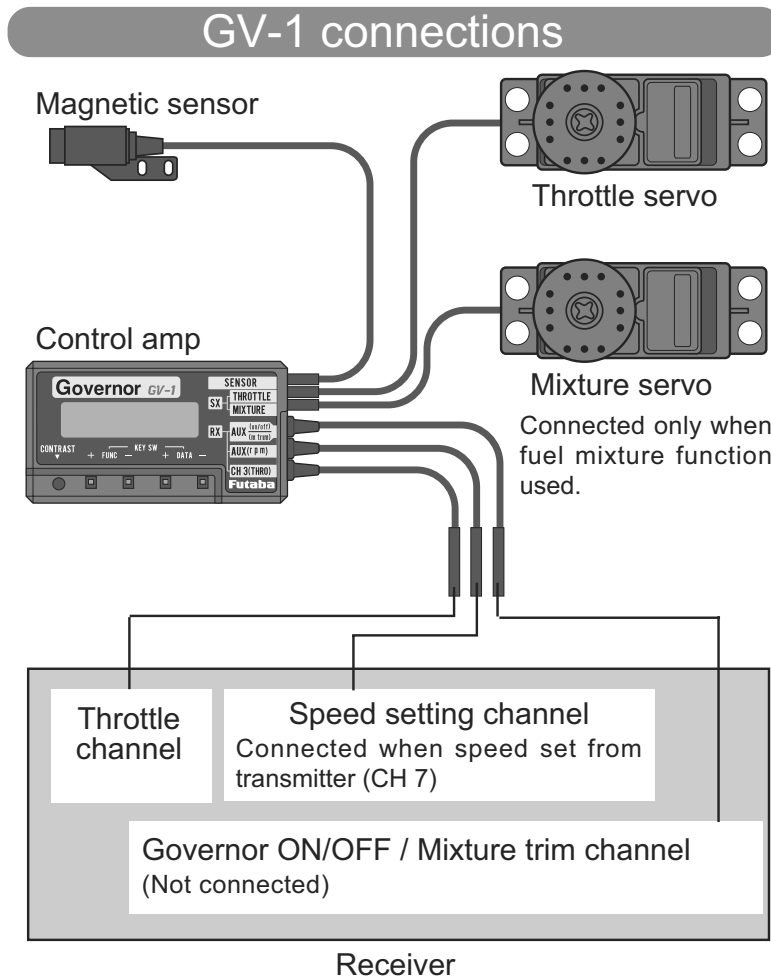 GV-1 connections
Magnetic sensor
Throttle servo
Control amp
Mixture servo
Connected only when
fuel mixture function
used.
Governor GV-1
SENSOR
SX
THROTTLE
MIXTURE
RX
AUX (on/off)
(m trum)
AUX(rpm)
CH 3(THRO)
Futaba
CONTRAST
KEY SW
+ FUNC − + DATA −
Throttle
channel
Speed setting channel
Connected when speed set from
transmitter (CH 7)
Governor ON/OFF / Mixture trim channel
(Not connected)
Receiver